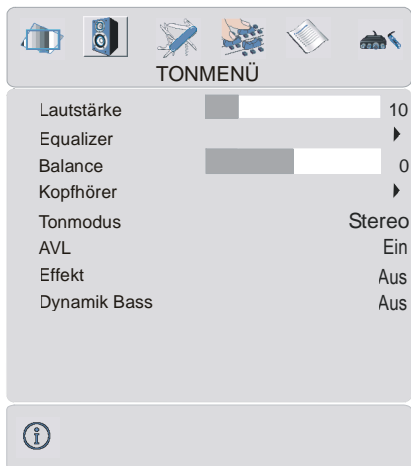 TONMENÜ
Lautstärke 10
Equalizer
Balance 0
Kopfhörer
Tonmodus Stereo
AVL Ein
Effekt Aus
Dynamik Bass Aus